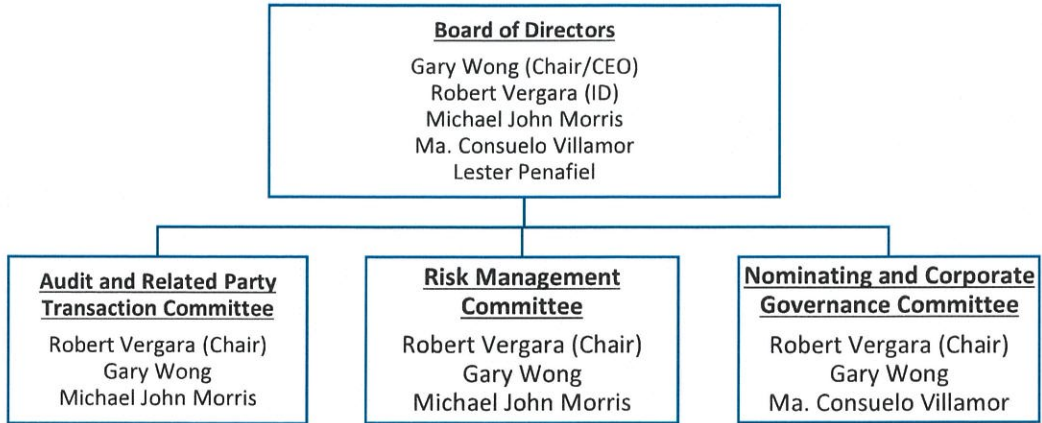 Board of Directors
Gary Wong (Chair/CEO)
Robert Vergara (ID)
Michael John Morris
Ma. Consuelo Villamor
Lester Penafiel
Audit and Related Party
Transaction Committee
Robert Vergara (Chair)
Gary Wong
Michael John Morris
Risk Management
Committee
Robert Vergara (Chair)
Gary Wong
Michael John Morris
Nominating and Corporate
Governance Committee
Robert Vergara (Chair)
Gary Wong
Ma. Consuelo Villamor